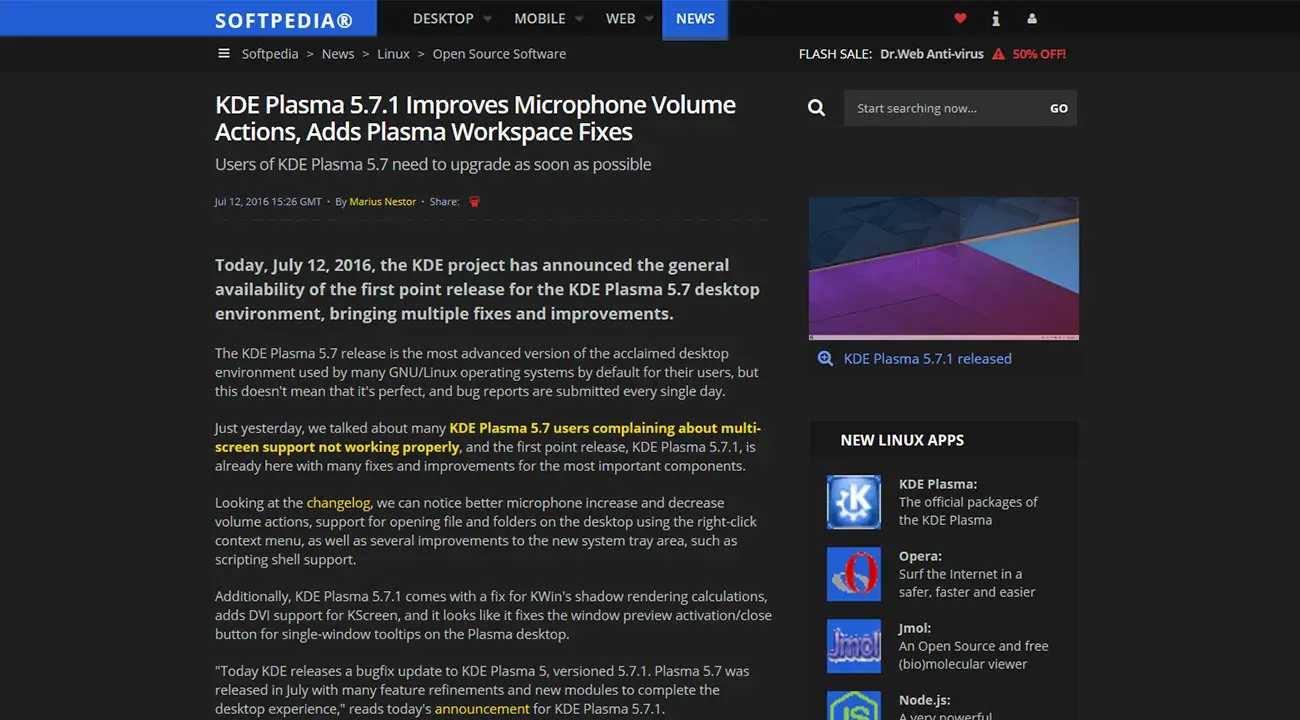 SOFTPEDIA®
DESKTOP
MOBILE
WEB
NEWS
Softpedia > News > Linux > Open Source Software
FLASH SALE: Dr.Web Anti-virus 50% OFF!
KDE Plasma 5.7.1 Improves Microphone Volume
Actions, Adds Plasma Workspace Fixes
Users of KDE Plasma 5.7 need to upgrade as soon as possible
Jul 12, 2016 15:26 GMT · By Marius Nestor · Share:
Start searching now...
GO
Today, July 12, 2016, the KDE project has announced the general
availability of the first point release for the KDE Plasma 5.7 desktop
environment, bringing multiple fixes and improvements.
The KDE Plasma 5.7 release is the most advanced version of the acclaimed desktop
environment used by many GNU/Linux operating systems by default for their users, but
this doesn't mean that it's perfect, and bug reports are submitted every single day.
Just yesterday, we talked about many KDE Plasma 5.7 users complaining about multi-
screen support not working properly, and the first point release, KDE Plasma 5.7.1, is
already here with many fixes and improvements for the most important components.
Looking at the changelog, we can notice better microphone increase and decrease
volume actions, support for opening file and folders on the desktop using the right-click
context menu, as well as several improvements to the new system tray area, such as
scripting shell support.
Additionally, KDE Plasma 5.7.1 comes with a fix for KWin's shadow rendering calculations,
adds DVI support for KScreen, and it looks like it fixes the window preview activation/close
button for single-window tooltips on the Plasma desktop.
"Today KDE releases a bugfix update to KDE Plasma 5, versioned 5.7.1. Plasma 5.7 was
released in July with many feature refinements and new modules to complete the
desktop experience," reads today's announcement for KDE Plasma 5.7.1.
KDE Plasma 5.7.1 released
NEW LINUX APPS
KDE Plasma:
The official packages of
the KDE Plasma
Opera:
Surf the Internet in a
safer, faster and easier
Jmol
Jmol:
An Open Source and free
(bio)molecular viewer
Node.js:
A very powerful